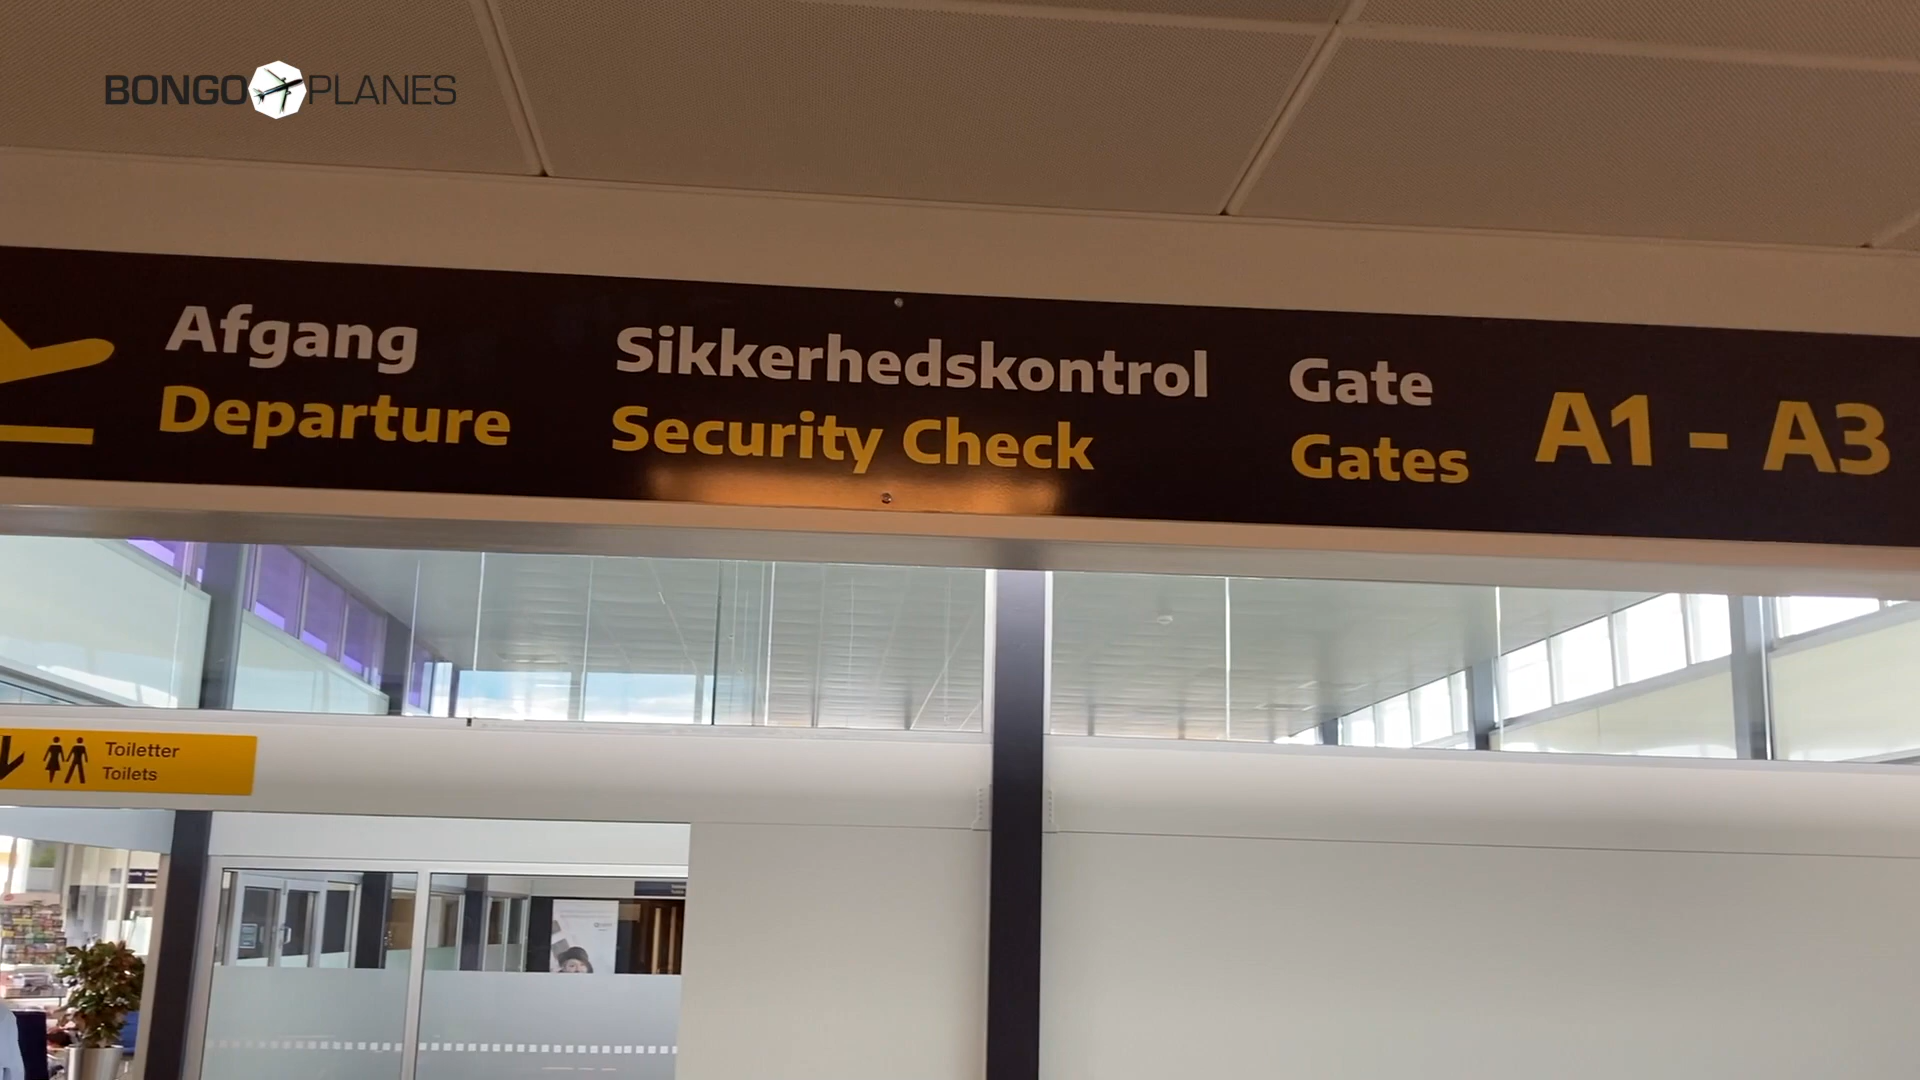 BONGO PLANES
Afgang
Departure
Sikkerhedskontrol
Security Check
Gate
Gates
A1 - A3
Toiletter
Toilets